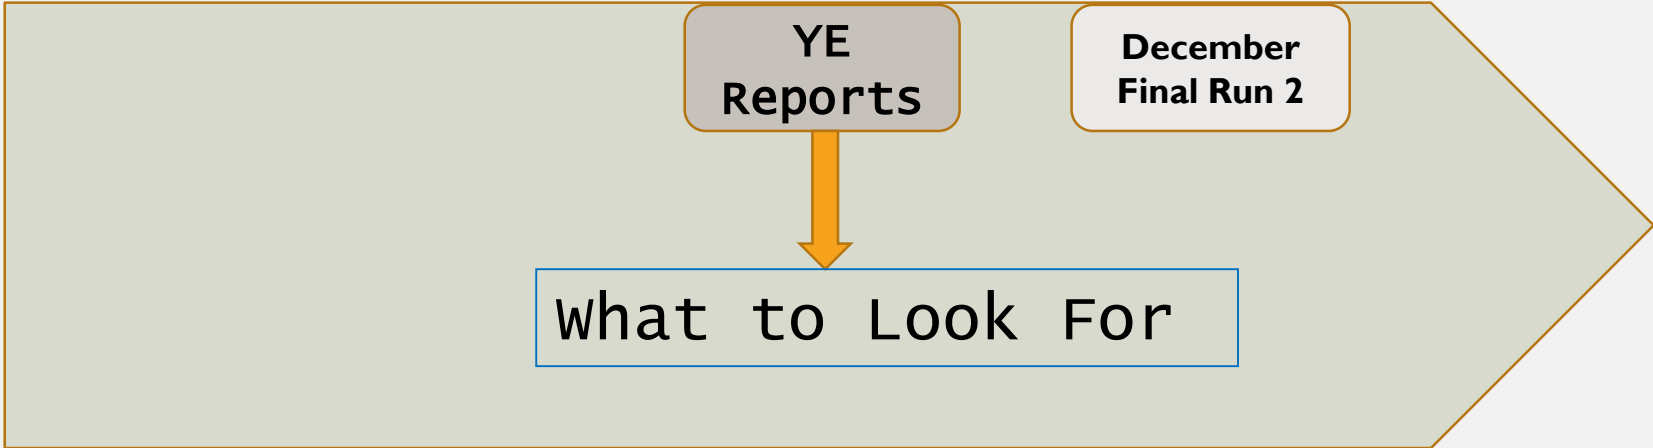 YE
Reports
December
Final Run 2
What to Look For